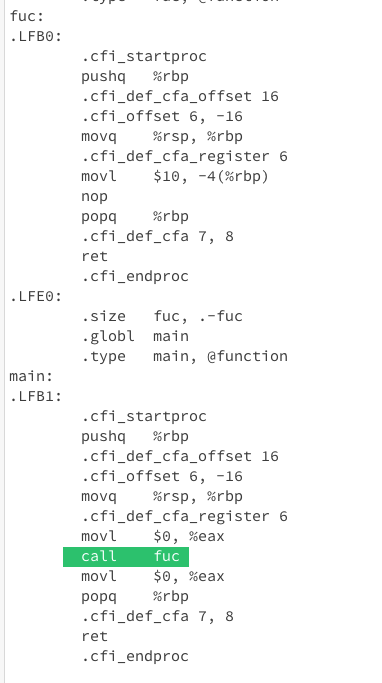 fuc:
.LFB0:
        .cfi_startproc
        pushq   %rbp
        .cfi_def_cfa_offset 16
        .cfi_offset 6, -16
        movq    %rsp, %rbp
        .cfi_def_cfa_register 6
        movl    $10, -4(%rbp)
        nop
        popq    %rbp
        .cfi_def_cfa 7, 8
        ret
        .cfi_endproc
.LFE0:
        .size   fuc, .-fuc
        .globl  main
        .type   main, @function
main:
.LFB1:
        .cfi_startproc
        pushq   %rbp
        .cfi_def_cfa_offset 16
        .cfi_offset 6, -16
        movq    %rsp, %rbp
        .cfi_def_cfa_register 6
        movl    $0, %eax
        call    fuc
        movl    $0, %eax
        popq    %rbp
        .cfi_def_cfa 7, 8
        ret
        .cfi_endproc